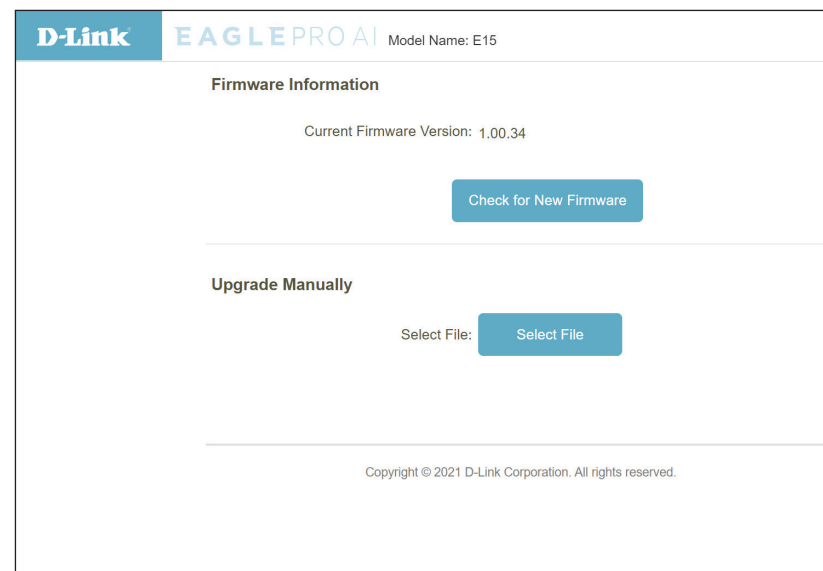 D-Link EAGLE PRO AI Model Name: E15
Firmware Information
Current Firmware Version: 1.00.34
Check for New Firmware
Upgrade Manually
Select File: Select File
Copyright © 2021 D-Link Corporation. All rights reserved.